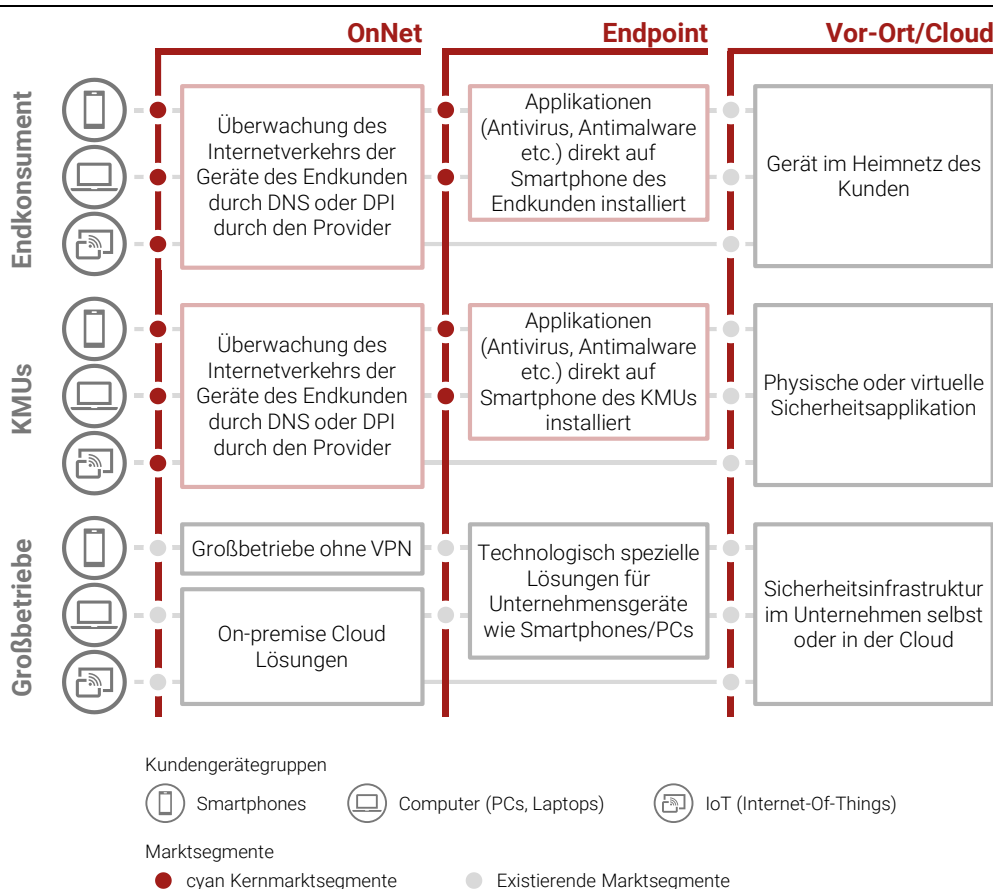 OnNet
Endpoint
Vor-Ort/Cloud
Endkonsument
Überwachung des
Internetverkehrs der
Geräte des Endkunden
durch DNS oder DPI
durch den Provider
Applikationen
(Antivirus, Antimalware
etc.) direkt auf
Smartphone des
Endkunden installiert
Gerät im Heimnetz des
Kunden
KMUs
Überwachung des
Internetverkehrs der
Geräte des Endkunden
durch DNS oder DPI
durch den Provider
Applikationen
(Antivirus, Antimalware
etc.) direkt auf
Smartphone des KMUs
installiert
Physische oder virtuelle
Sicherheitsapplikation
Großbetriebe
Großbetriebe ohne VPN
On-premise Cloud
Lösungen
Technologisch spezielle
Lösungen für
Unternehmensgeräte
wie Smartphones/PCs
Sicherheitsinfrastruktur
im Unternehmen selbst
oder in der Cloud
Kundengerätegruppen
Smartphones
Computer (PCs, Laptops)
IoT (Internet-Of-Things)
Marktsegmente
cyan Kernmarktsegmente
Existierende Marktsegmente